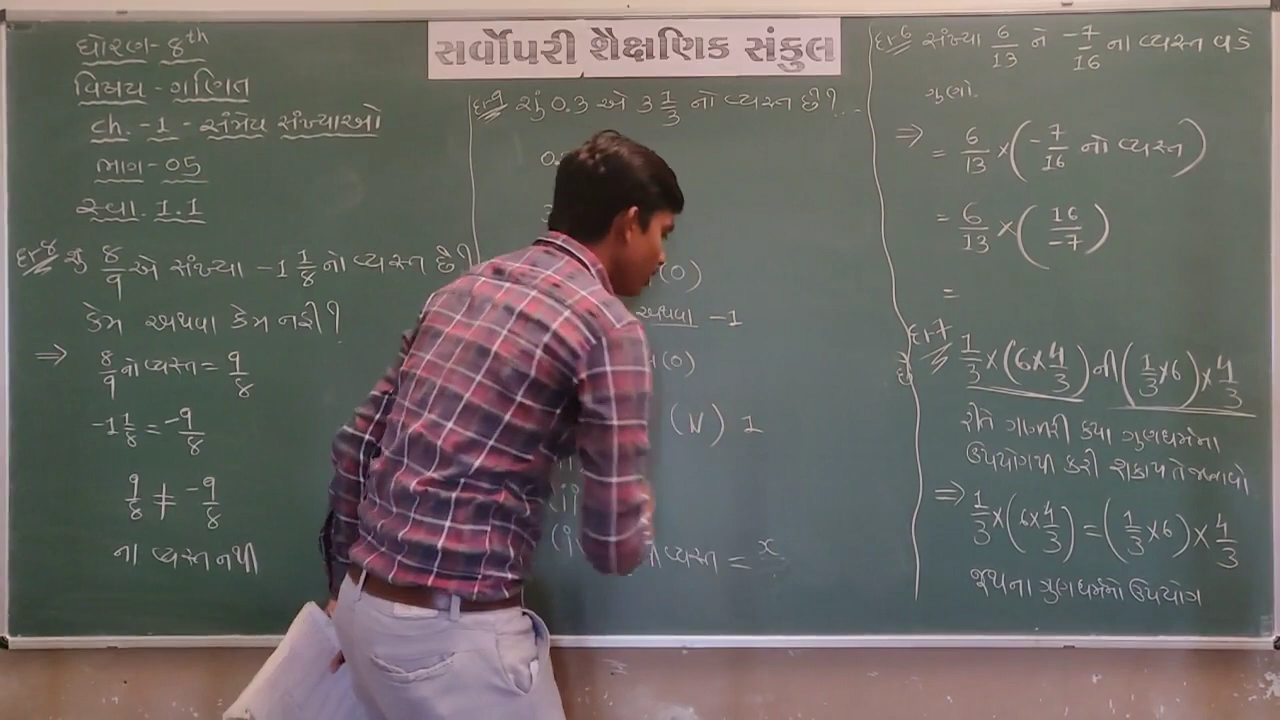 સર્વોપરી શૈક્ષણિક સંકુલ
ધોરણ - 8th
વિષય - ગણિત
ch. - 1 - સંમેય સંખ્યાઓ
ભાગ - 05
સ્વા. 1.1
દા 8 શું 8/9 એ સંખ્યા -1 1/8 નો વ્યસ્ત છે?
કેમ અથવા કેમ નહી?
⇒ 8/9 નો વ્યસ્ત = 9/8
-1 1/8 = -9/8
9/8 ≠ -9/8
ના વ્યસ્ત નથી
દા 9 શું 0.3 એ 3 1/3 નો વ્યસ્ત છે? ..
0.
(0)
અથવા -1
(0)
(N) 1
(i
વ્યસ્ત = x
દા 6 સંખ્યા 6/13 ને -7/16 ના વ્યસ્ત વડે
ગુણો.
⇒ = 6/13 × (-7/16 નો વ્યસ્ત)
= 6/13 × (16/-7)
=
દા 7 1/3 × (6 × 4/3) ની (1/3 × 6) × 4/3
રીતે ગણતરી કયા ગુણધર્મના
ઉપયોગથી કરી શકાય તે જણાવો
⇒ 1/3 × (6 × 4/3) = (1/3 × 6) × 4/3
જૂથના ગુણધર્મનો ઉપયોગ